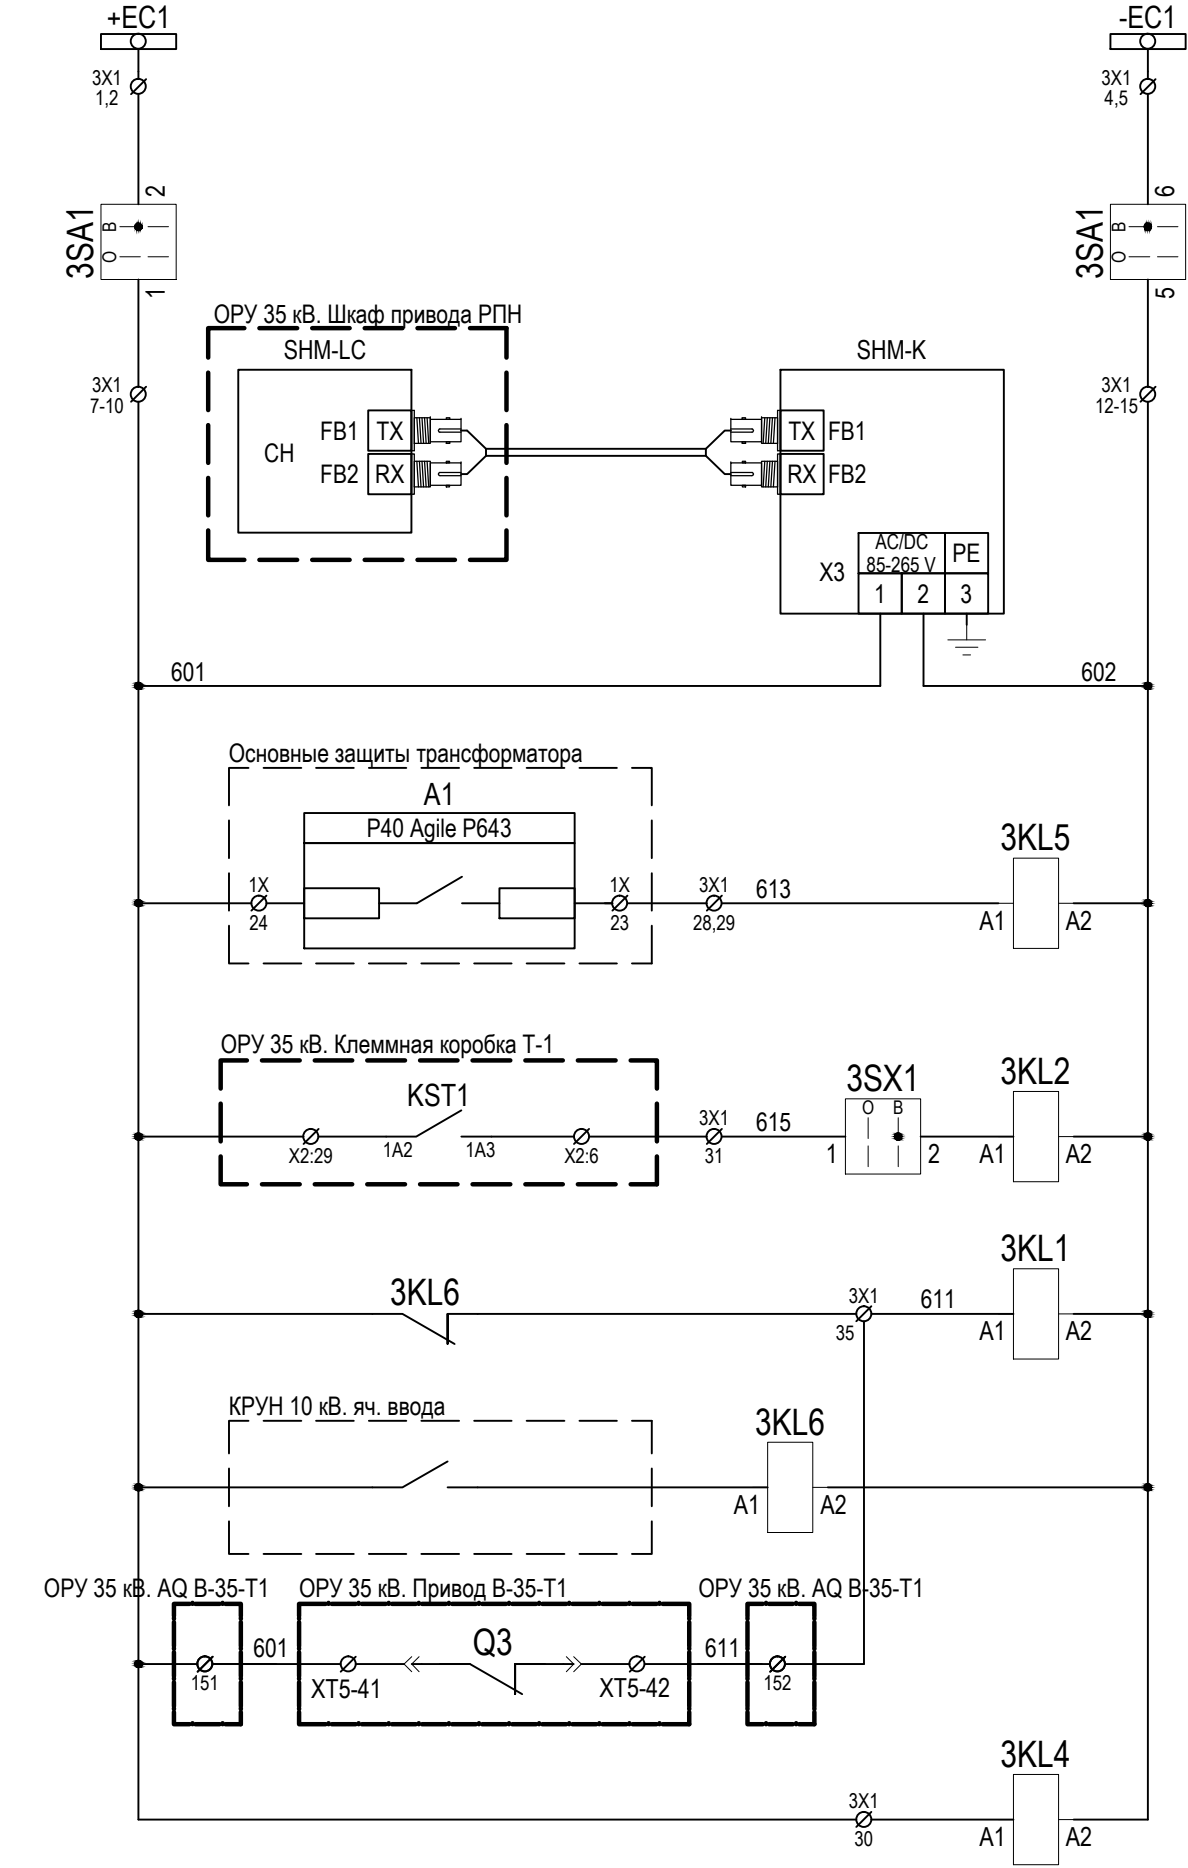 +EC1
-EC1
3X1
1,2
3X1
4,5
2
6
3SA1
В
О
3SA1
В
О
1
5
ОРУ 35 кВ. Шкаф привода РПН
SHM-LC
SHM-K
3X1
7-10
3X1
12-15
FB1 TX
TX FB1
CH
FB2 RX
RX FB2
X3
AC/DC
85-265 V
PE
1 2 3
601
602
Основные защиты трансформатора
A1
P40 Agile P643
3KL5
1X
24
1X
23
3X1
28,29
613
A1
A2
ОРУ 35 кВ. Клеммная коробка Т-1
KST1
3SX1
О В
3KL2
X2:29
1A2
1A3
X2:6
3X1
31
615
1
2
A1
A2
3KL6
3KL1
3X1
35
611
A1
A2
КРУН 10 кВ. яч. ввода
3KL6
A1
A2
ОРУ 35 кВ. AQ В-35-Т1
ОРУ 35 кВ. Привод В-35-Т1
ОРУ 35 кВ. AQ В-35-Т1
151
601
Q3
XT5-41
XT5-42
611
152
3KL4
3X1
30
A1
A2